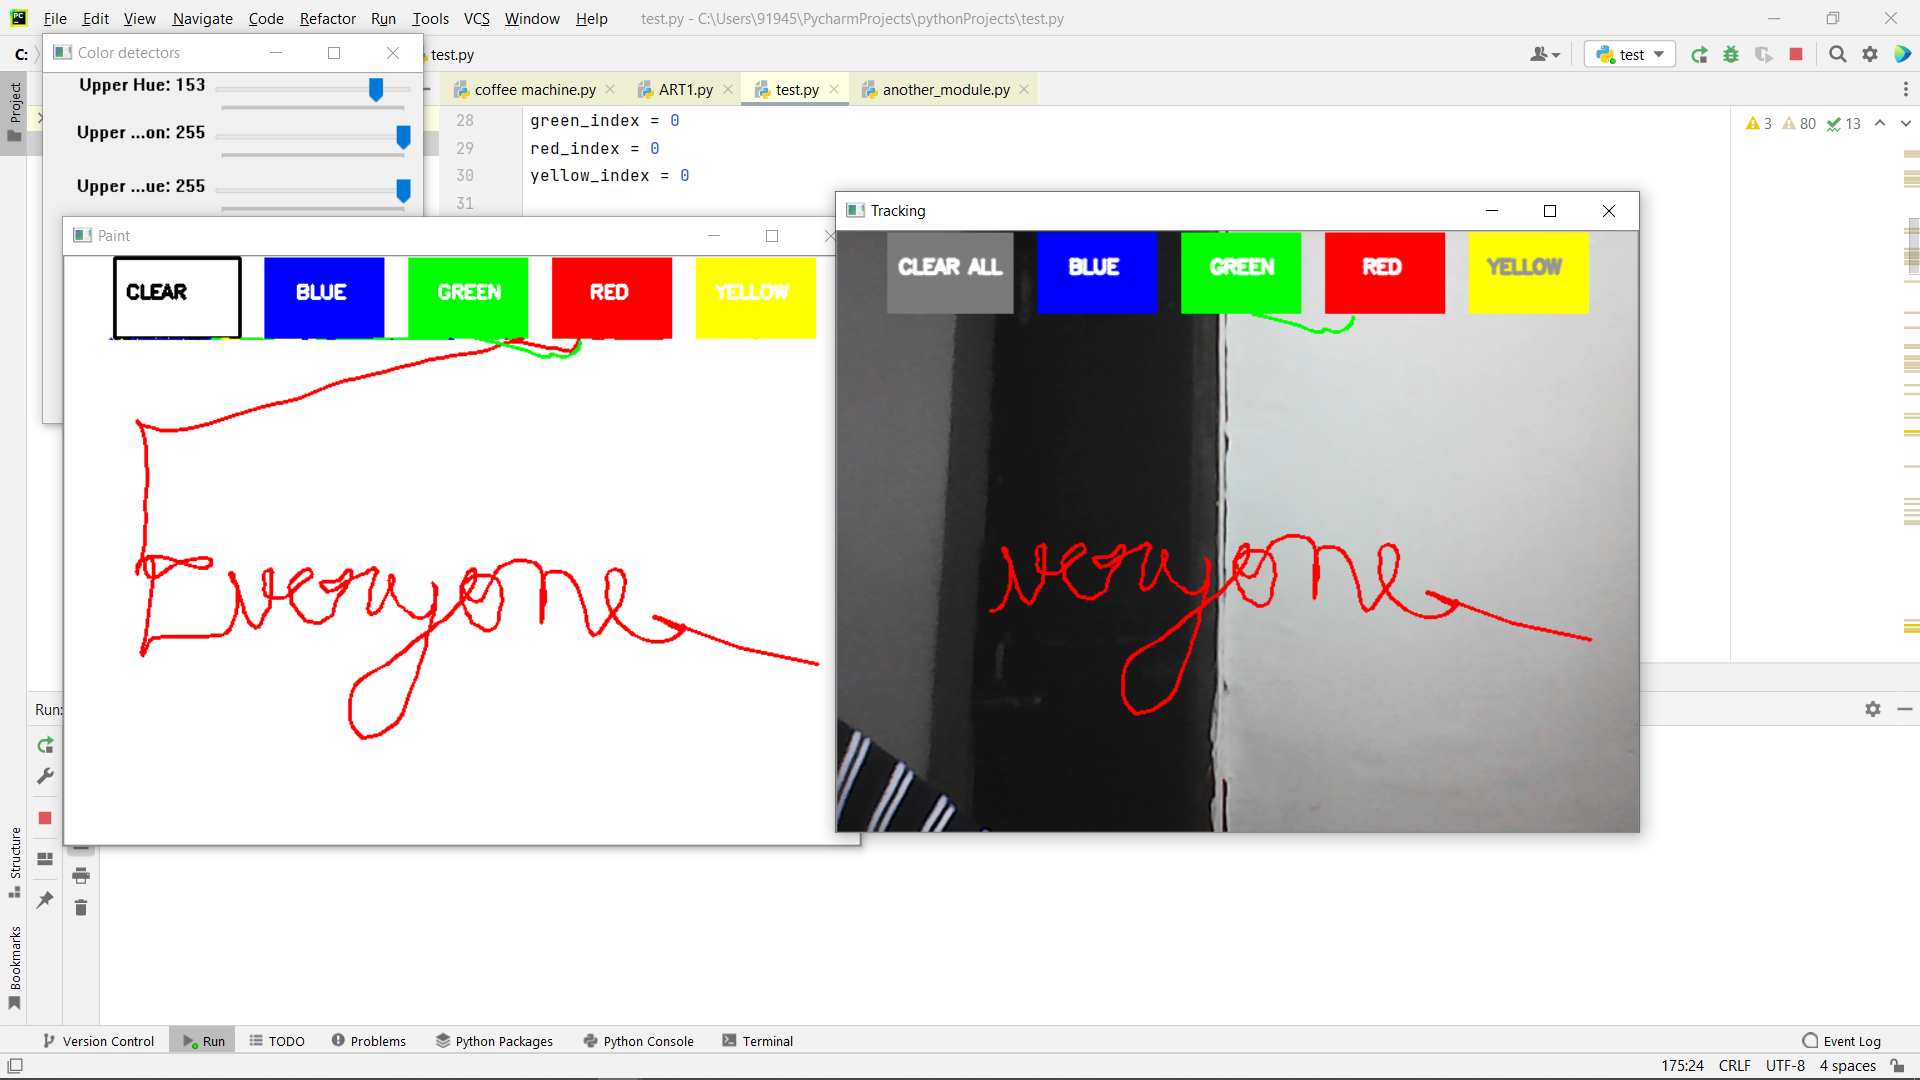 File Edit View Navigate Code Refactor Run Tools VCS Window Help test.py - C:\Users\91945\PycharmProjects\pythonProjects\test.py
C: test.py test
Color detectors
Upper Hue: 153
Upper ...on: 255
Upper ...ue: 255
Project
coffee machine.py ART1.py test.py another_module.py
28 green_index = 0
29 red_index = 0
30 yellow_index = 0
31
3 80 13
Paint
CLEAR BLUE GREEN RED YELLOW
Everyone
Tracking
CLEAR ALL BLUE GREEN RED YELLOW
veryone
Run:
Structure
Bookmarks
Version Control Run TODO Problems Python Packages Python Console Terminal Event Log
175:24 CRLF UTF-8 4 spaces